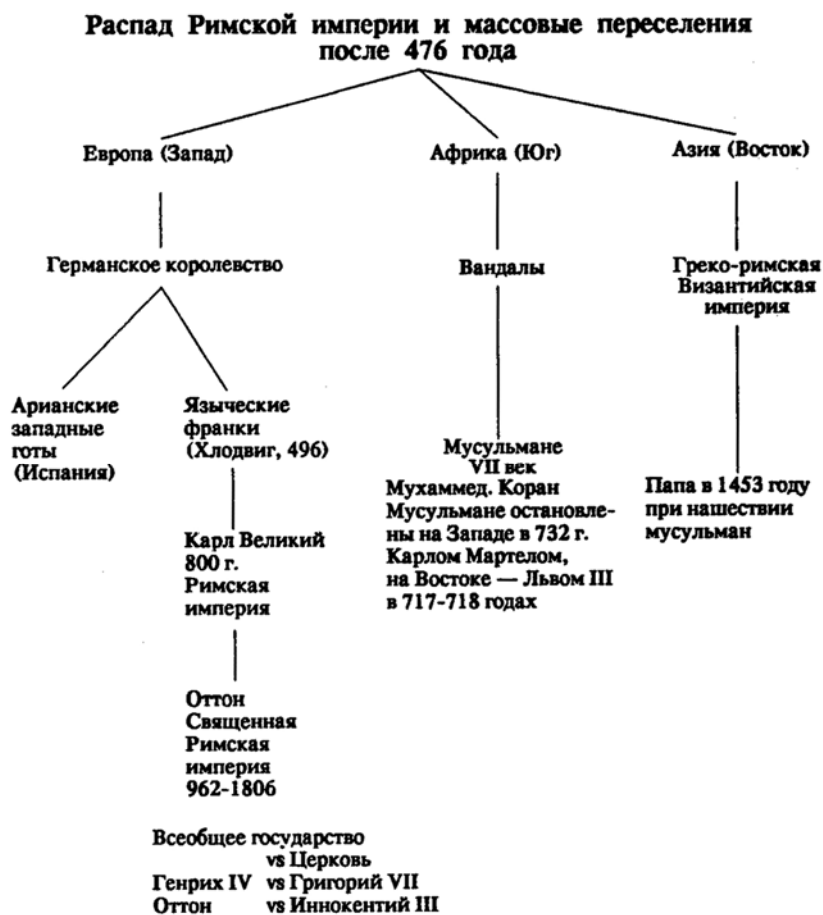 Распад Римской империи и массовые переселения
после 476 года
Европа (Запад)
Африка (Юг)
Азия (Восток)
Германское королевство
Вандалы
Греко-римская
Византийская
империя
Арианские
западные
готы
(Испания)
Языческие
франки
(Хлодвиг, 496)
Мусульмане
VII век
Мухаммед. Коран
Мусульмане остановле-
ны на Западе в 732 г.
Карлом Мартелом,
на Востоке — Львом III
в 717-718 годах
Папа в 1453 году
при нашествии
мусульман
Карл Великий
800 г.
Римская
империя
Оттон
Священная
Римская
империя
962-1806
Всеобщее государство
vs Церковь
Генрих IV vs Григорий VII
Оттон vs Иннокентий III